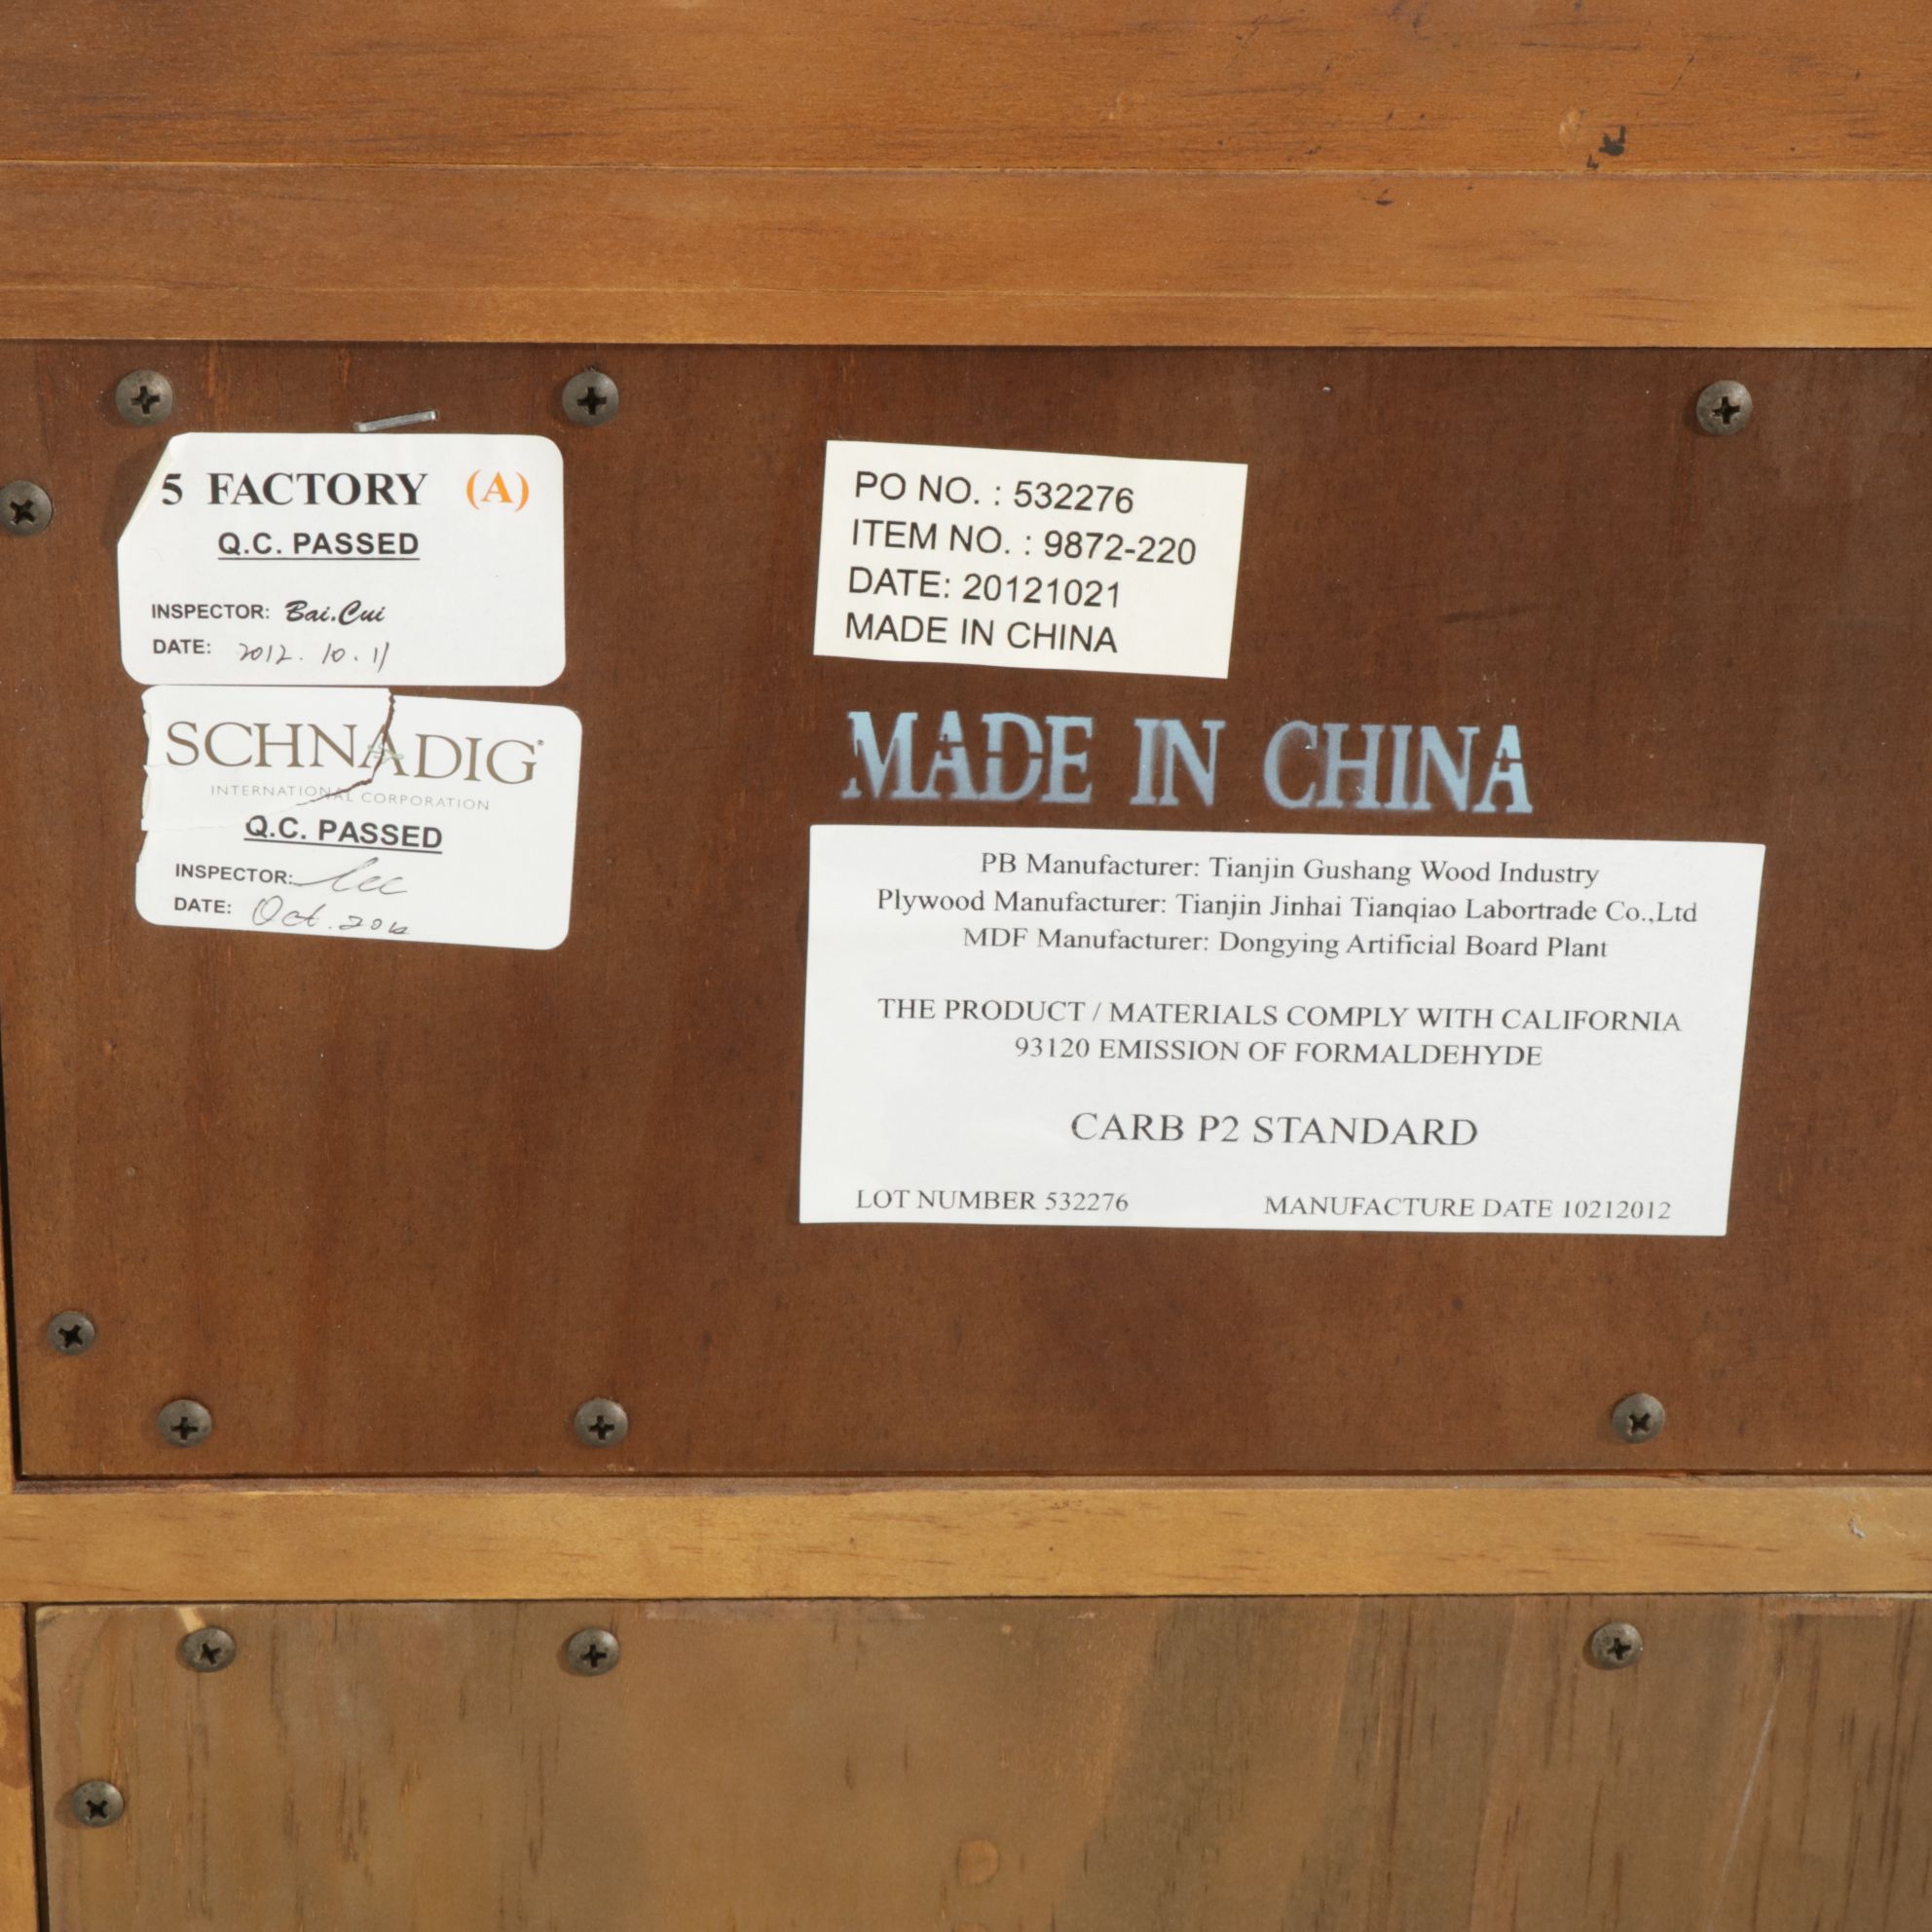 5 FACTORY (A)
Q.C. PASSED
INSPECTOR: Bai.Cui
DATE: 2012. 10. 11
SCHNADIG®
INTERNATIONAL CORPORATION
Q.C. PASSED
INSPECTOR:
DATE: Oct.
PO NO. : 532276
ITEM NO. : 9872-220
DATE: 20121021
MADE IN CHINA
MADE IN CHINA
PB Manufacturer: Tianjin Gushang Wood Industry
Plywood Manufacturer: Tianjin Jinhai Tianqiao Labortrade Co.,Ltd
MDF Manufacturer: Dongying Artificial Board Plant
THE PRODUCT / MATERIALS COMPLY WITH CALIFORNIA
93120 EMISSION OF FORMALDEHYDE
CARB P2 STANDARD
LOT NUMBER 532276 MANUFACTURE DATE 10212012